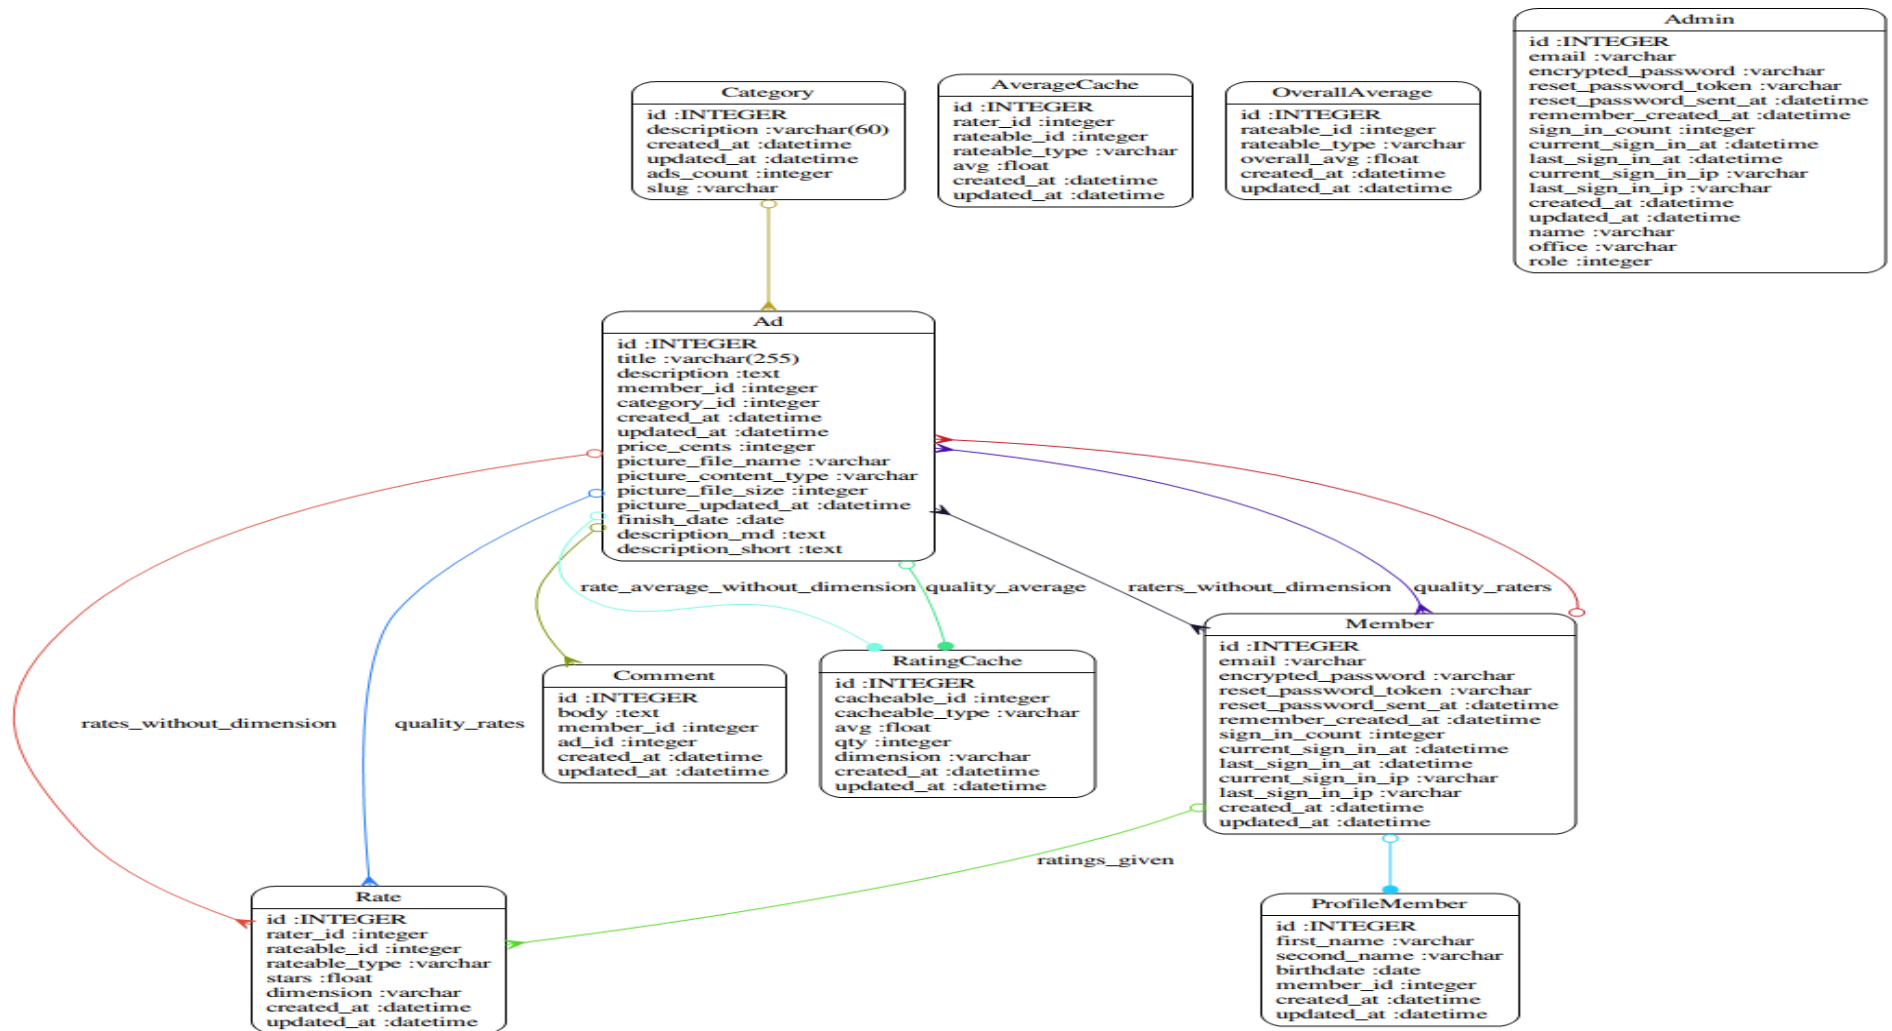 Admin
id :INTEGER
email :varchar
encrypted_password :varchar
reset_password_token :varchar
reset_password_sent_at :datetime
remember_created_at :datetime
sign_in_count :integer
current_sign_in_at :datetime
last_sign_in_at :datetime
current_sign_in_ip :varchar
last_sign_in_ip :varchar
created_at :datetime
updated_at :datetime
name :varchar
office :varchar
role :integer
Category
id :INTEGER
description :varchar(60)
created_at :datetime
updated_at :datetime
ads_count :integer
slug :varchar
AverageCache
id :INTEGER
rater_id :integer
rateable_id :integer
rateable_type :varchar
avg :float
created_at :datetime
updated_at :datetime
OverallAverage
id :INTEGER
rateable_id :integer
rateable_type :varchar
overall_avg :float
created_at :datetime
updated_at :datetime
Ad
id :INTEGER
title :varchar(255)
description :text
member_id :integer
category_id :integer
created_at :datetime
updated_at :datetime
price_cents :integer
picture_file_name :varchar
picture_content_type :varchar
picture_file_size :integer
picture_updated_at :datetime
finish_date :date
description_md :text
description_short :text
rate_average_without_dimension
quality_average
raters_without_dimension
quality_raters
Member
id :INTEGER
email :varchar
encrypted_password :varchar
reset_password_token :varchar
reset_password_sent_at :datetime
remember_created_at :datetime
sign_in_count :integer
current_sign_in_at :datetime
last_sign_in_at :datetime
current_sign_in_ip :varchar
last_sign_in_ip :varchar
created_at :datetime
updated_at :datetime
RatingCache
id :INTEGER
cacheable_id :integer
cacheable_type :varchar
avg :float
qty :integer
dimension :varchar
created_at :datetime
updated_at :datetime
Comment
id :INTEGER
body :text
member_id :integer
ad_id :integer
created_at :datetime
updated_at :datetime
rates_without_dimension
quality_rates
ratings_given
Rate
id :INTEGER
rater_id :integer
rateable_id :integer
rateable_type :varchar
stars :float
dimension :varchar
created_at :datetime
updated_at :datetime
ProfileMember
id :INTEGER
first_name :varchar
second_name :varchar
birthdate :date
member_id :integer
created_at :datetime
updated_at :datetime